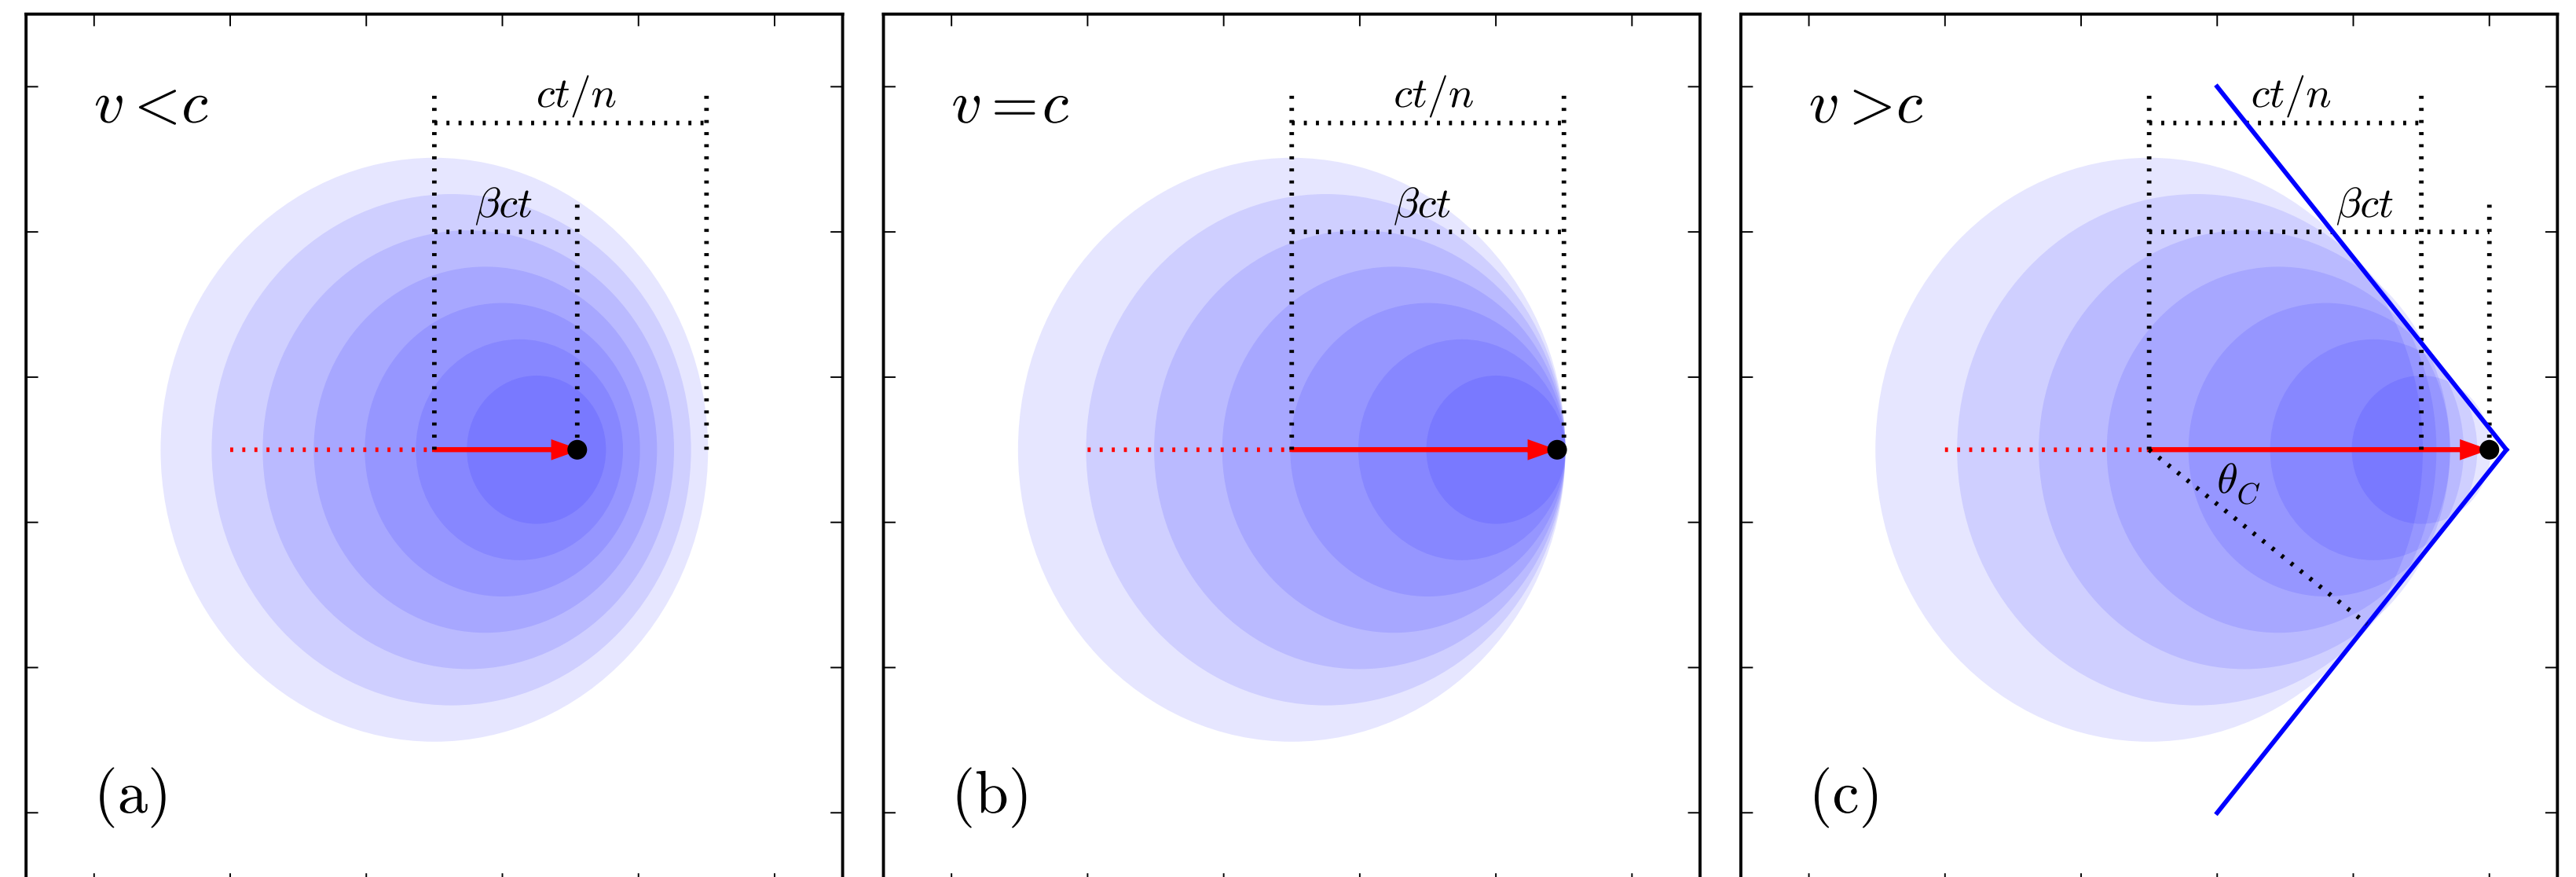 v<c
ct/n
βct
(a)
v=c
ct/n
βct
(b)
v>c
ct/n
βct
θ_C
(c)